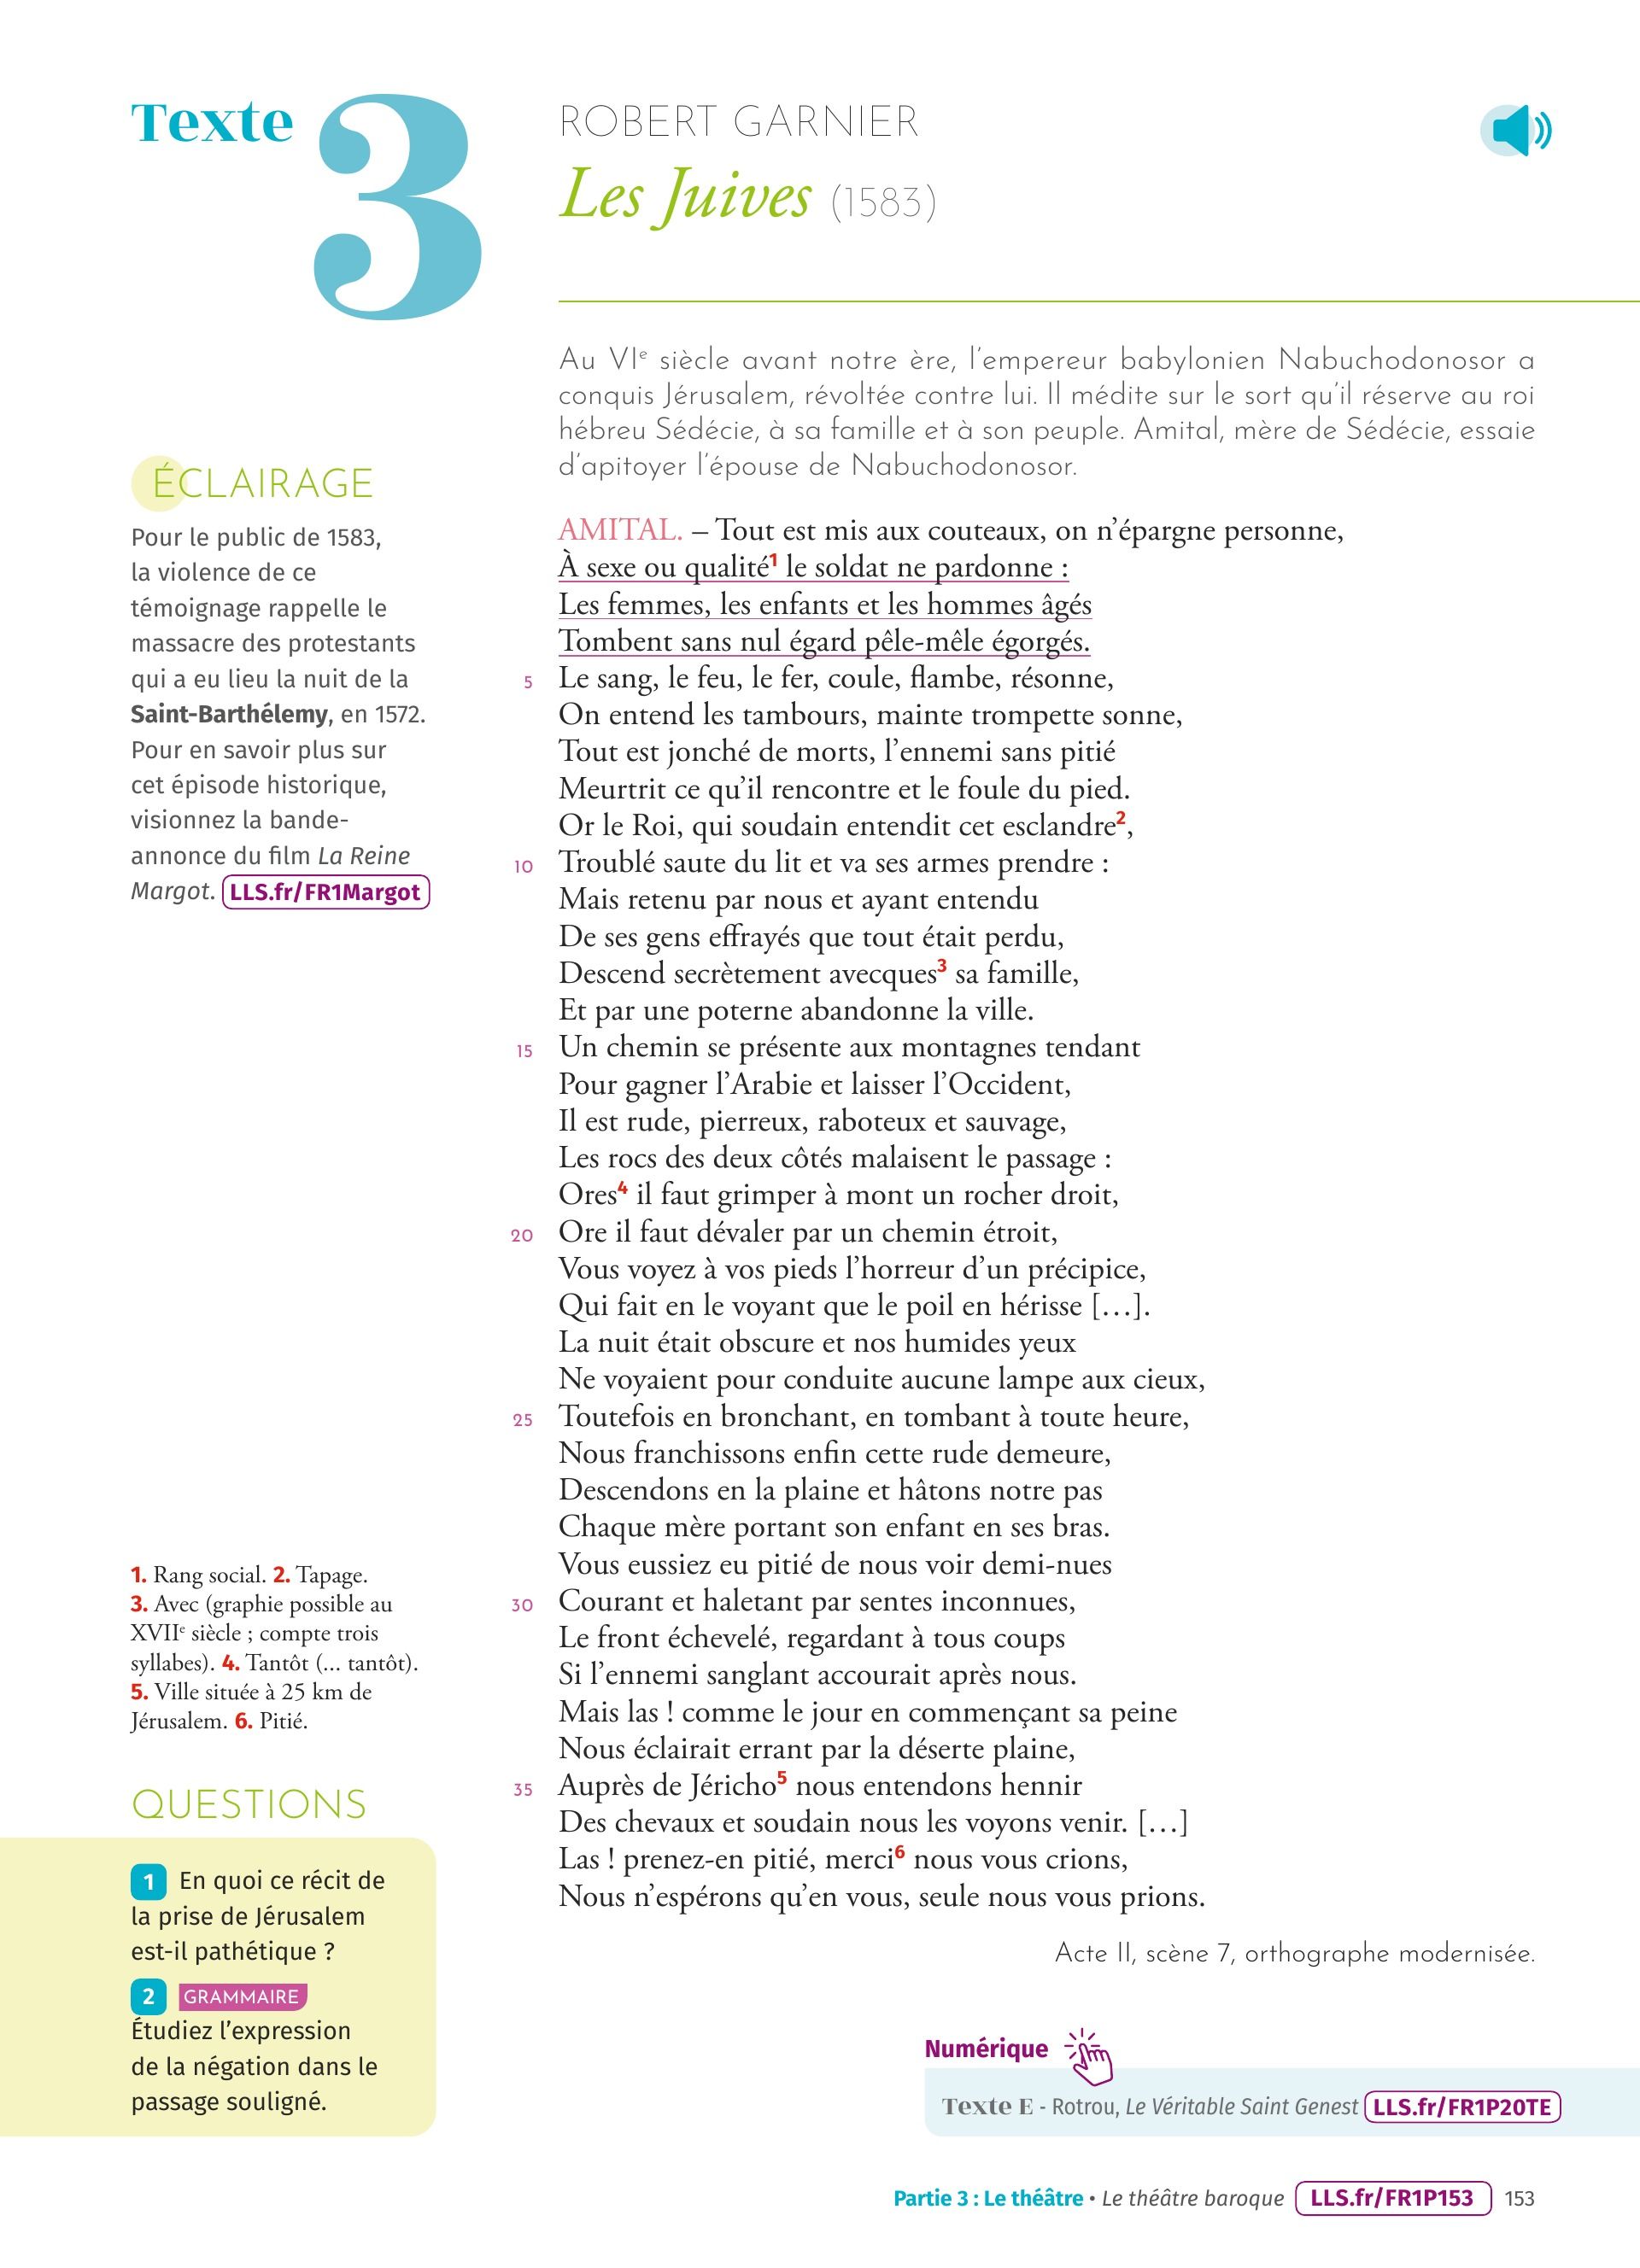 Texte 3
ROBERT GARNIER
Les Juives (1583)
Au VIe siècle avant notre ère, l'empereur babylonien Nabuchodonosor a
conquis Jérusalem, révoltée contre lui. Il médite sur le sort qu'il réserve au roi
hébreu Sédécie, à sa famille et à son peuple. Amital, mère de Sédécie, essaie
d'apitoyer l'épouse de Nabuchodonosor.
ÉCLAIRAGE
Pour le public de 1583,
la violence de ce
témoignage rappelle le
massacre des protestants
qui a eu lieu la nuit de la
Saint-Barthélemy, en 1572.
Pour en savoir plus sur
cet épisode historique,
visionnez la bande-
annonce du film La Reine
Margot. LLS.fr/FR1Margot
AMITAL. – Tout est mis aux couteaux, on n'épargne personne,
À sexe ou qualité1 le soldat ne pardonne :
Les femmes, les enfants et les hommes âgés
Tombent sans nul égard pêle-mêle égorgés.
5 Le sang, le feu, le fer, coule, flambe, résonne,
On entend les tambours, mainte trompette sonne,
Tout est jonché de morts, l'ennemi sans pitié
Meurtrit ce qu'il rencontre et le foule du pied.
Or le Roi, qui soudain entendit cet esclandre2,
10 Troublé saute du lit et va ses armes prendre :
Mais retenu par nous et ayant entendu
De ses gens effrayés que tout était perdu,
Descend secrètement avecques3 sa famille,
Et par une poterne abandonne la ville.
15 Un chemin se présente aux montagnes tendant
Pour gagner l'Arabie et laisser l'Occident,
Il est rude, pierreux, raboteux et sauvage,
Les rocs des deux côtés malaisent le passage :
Ores4 il faut grimper à mont un rocher droit,
20 Ore il faut dévaler par un chemin étroit,
Vous voyez à vos pieds l'horreur d'un précipice,
Qui fait en le voyant que le poil en hérisse […].
La nuit était obscure et nos humides yeux
Ne voyaient pour conduite aucune lampe aux cieux,
25 Toutefois en bronchant, en tombant à toute heure,
Nous franchissons enfin cette rude demeure,
Descendons en la plaine et hâtons notre pas
Chaque mère portant son enfant en ses bras.
Vous eussiez eu pitié de nous voir demi-nues
30 Courant et haletant par sentes inconnues,
Le front échevelé, regardant à tous coups
Si l'ennemi sanglant accourait après nous.
Mais las ! comme le jour en commençant sa peine
Nous éclairait errant par la déserte plaine,
35 Auprès de Jéricho5 nous entendons hennir
Des chevaux et soudain nous les voyons venir. […]
Las ! prenez-en pitié, merci6 nous vous crions,
Nous n'espérons qu'en vous, seule nous vous prions.
Acte II, scène 7, orthographe modernisée.
1. Rang social. 2. Tapage.
3. Avec (graphie possible au
XVIIe siècle ; compte trois
syllabes). 4. Tantôt (... tantôt).
5. Ville située à 25 km de
Jérusalem. 6. Pitié.
QUESTIONS
1 En quoi ce récit de
la prise de Jérusalem
est-il pathétique ?
2 GRAMMAIRE
Étudiez l'expression
de la négation dans le
passage souligné.
Numérique
Texte E - Rotrou, Le Véritable Saint Genest LLS.fr/FR1P20TE
Partie 3 : Le théâtre • Le théâtre baroque LLS.fr/FR1P153 153